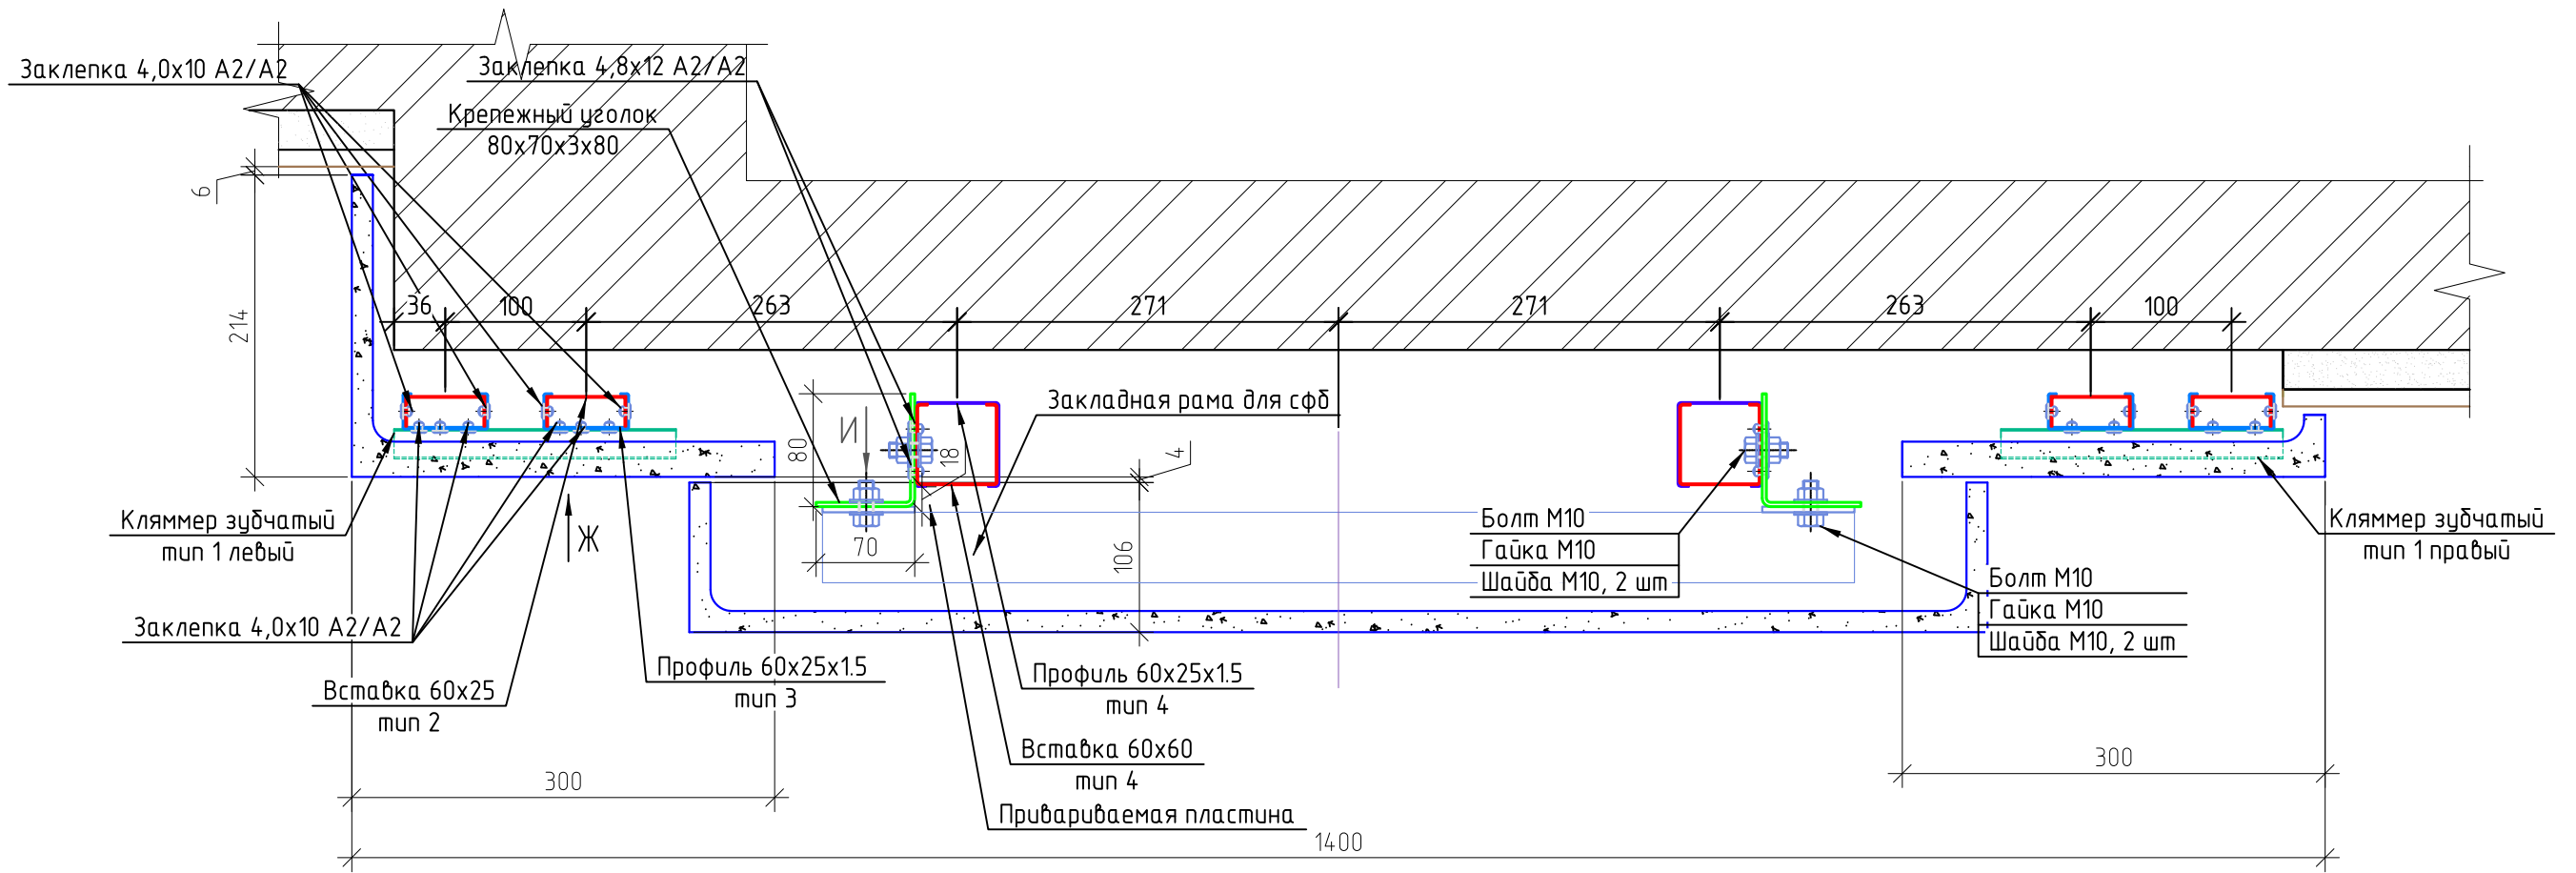 Заклепка 4,0х10 А2/А2
Заклепка 4,8х12 А2/А2
Крепежный уголок
80х70х3х80
6
214
36
100
263
271
271
263
100
Закладная рама для сфб
80
И
18
4
70
106
Кляммер зубчатый
тип 1 левый
Ж
Болт М10
Гайка М10
Шайба М10, 2 шт
Кляммер зубчатый
тип 1 правый
Болт М10
Гайка М10
Шайба М10, 2 шт
Заклепка 4,0х10 А2/А2
Профиль 60х25х1.5
тип 3
Вставка 60х25
тип 2
Профиль 60х25х1.5
тип 4
Вставка 60х60
тип 4
Привариваемая пластина
300
300
1400